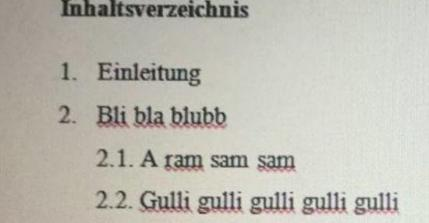 Inhaltsverzeichnis
1. Einleitung
2. Bli bla blubb
2.1. A ram sam sam
2.2. Gulli gulli gulli gulli gulli